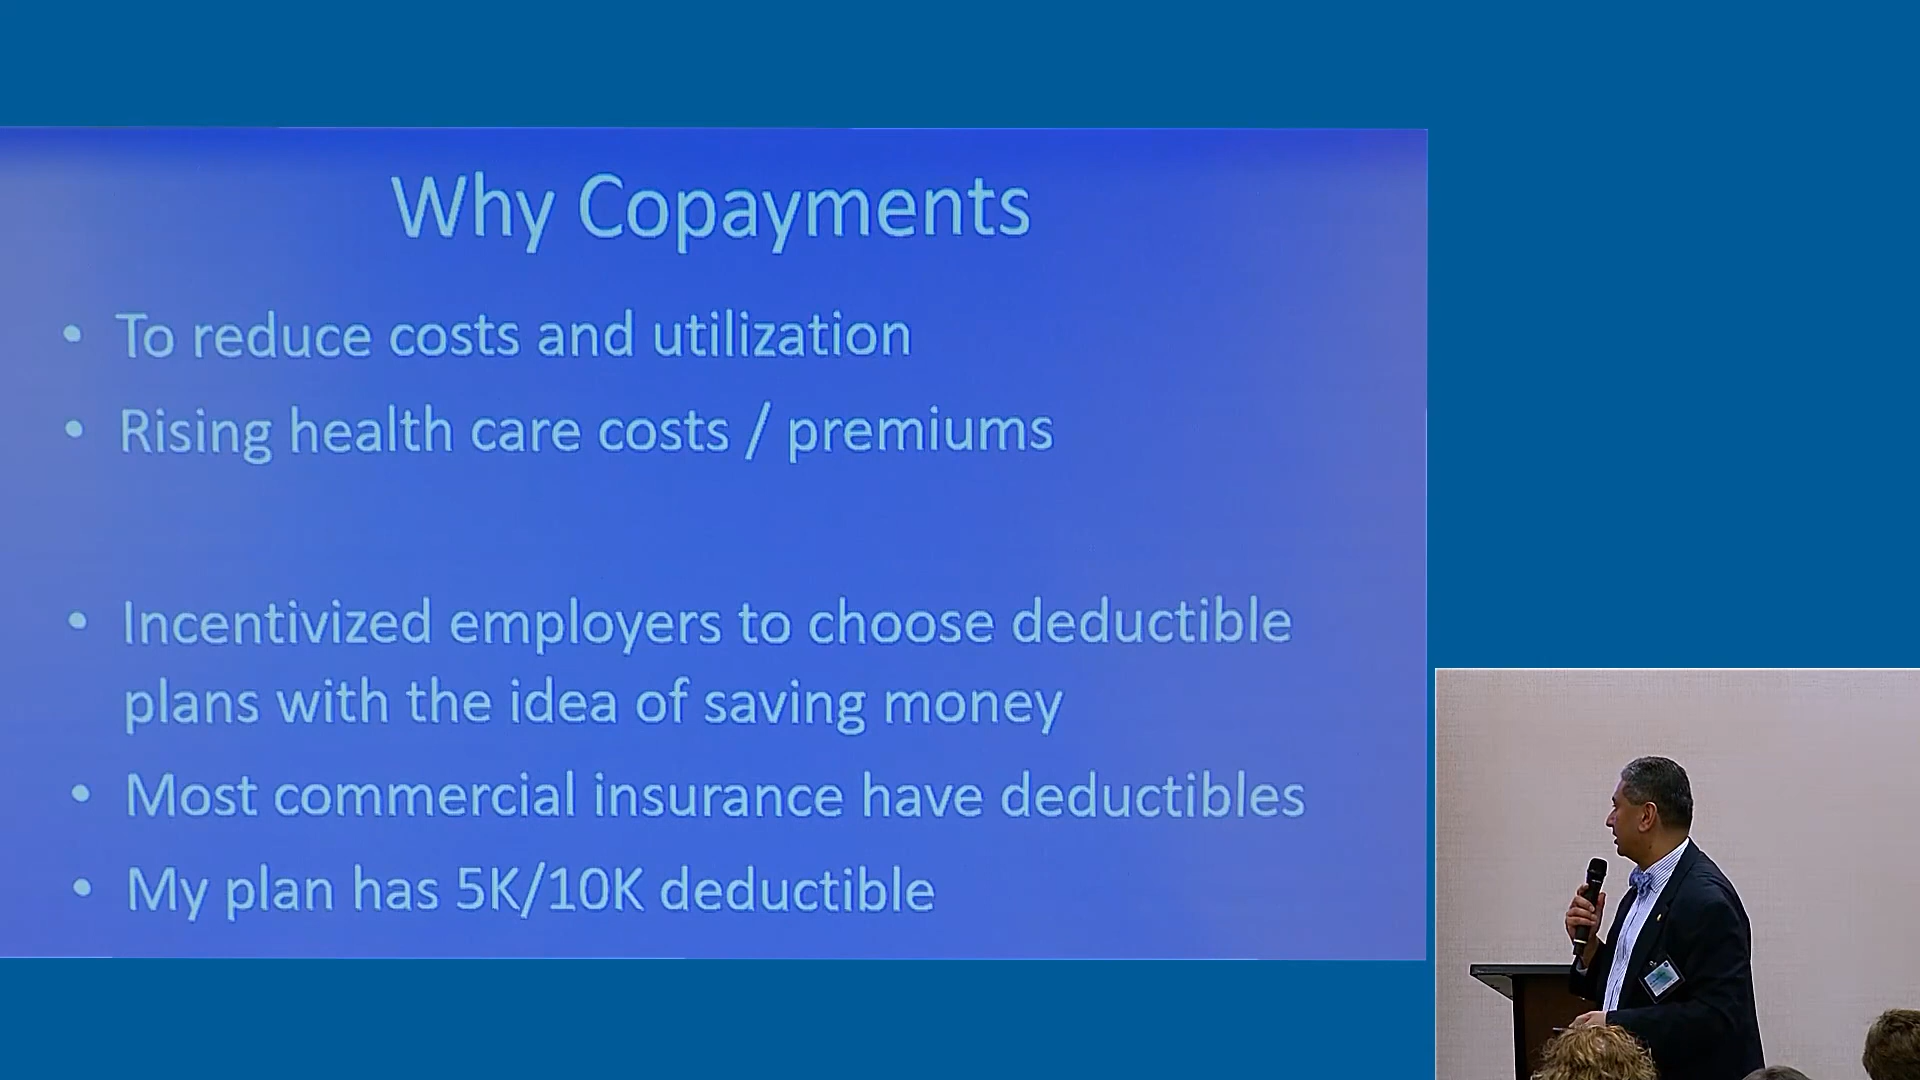 Why Copayments
• To reduce costs and utilization
• Rising health care costs / premiums
• Incentivized employers to choose deductible
plans with the idea of saving money
• Most commercial insurance have deductibles
• My plan has 5K/10K deductible